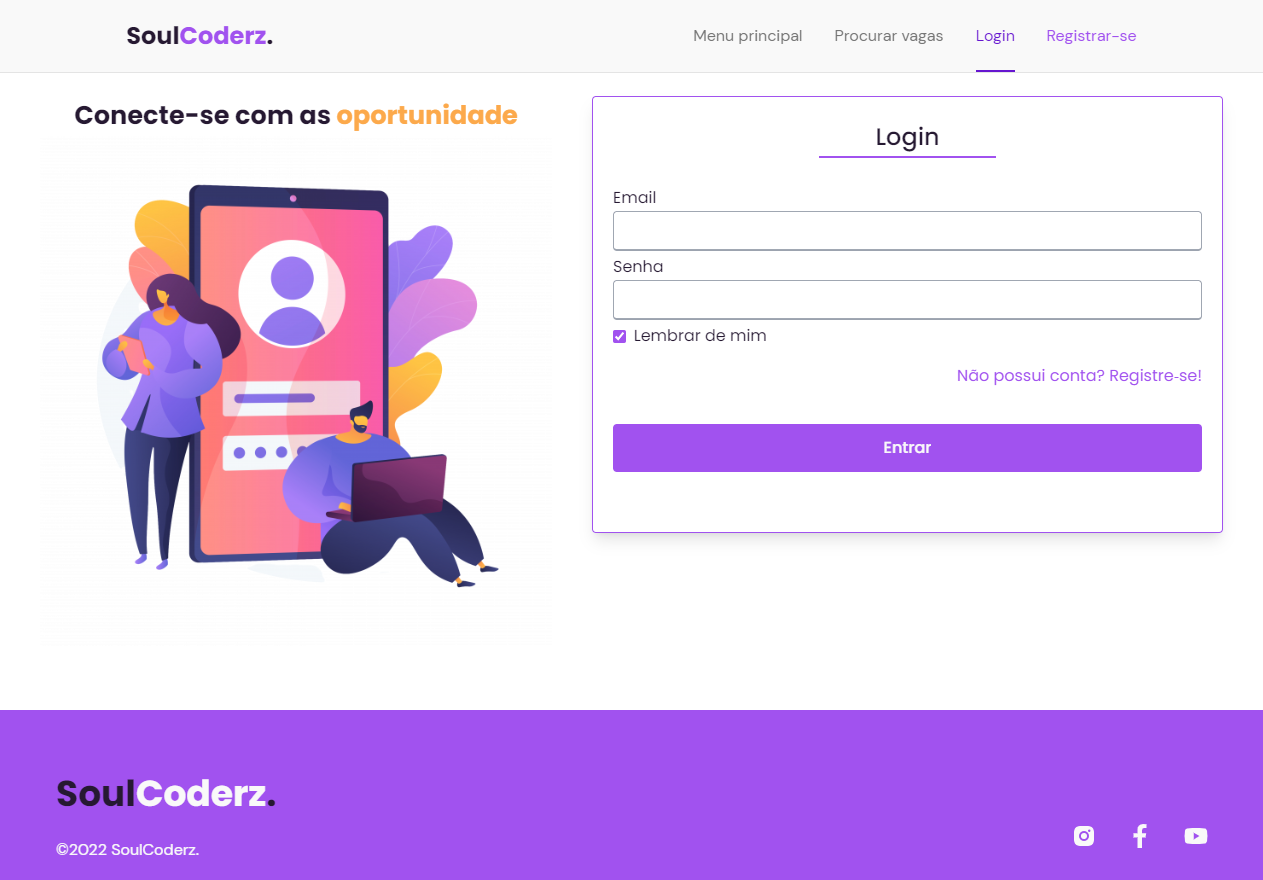 SoulCoderz.
Menu principal
Procurar vagas
Login
Registrar-se
Conecte-se com as oportunidade
Login
Email
Senha
Lembrar de mim
Não possui conta? Registre-se!
Entrar
SoulCoderz.
©2022 SoulCoderz.